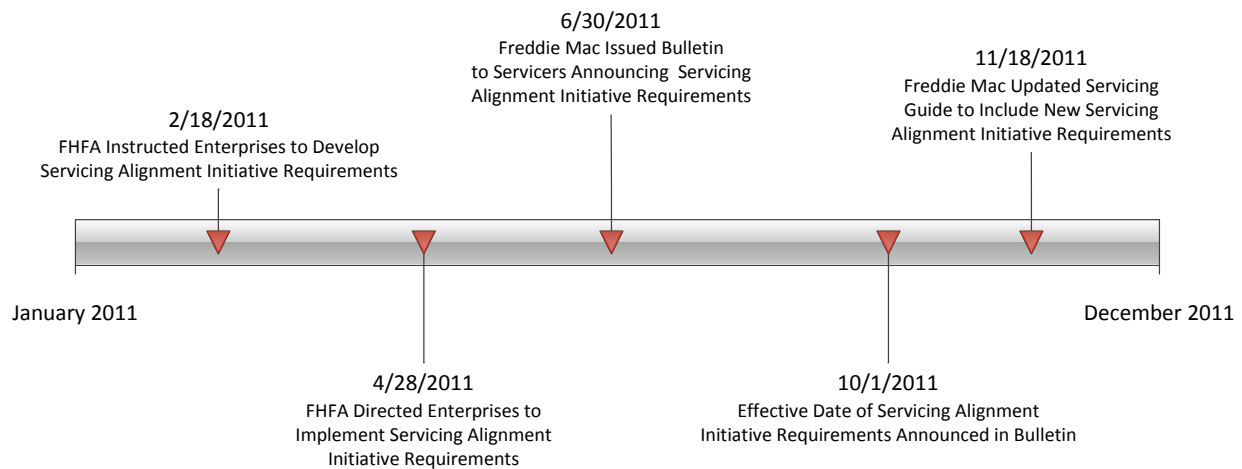 6/30/2011
Freddie Mac Issued Bulletin
to Servicers Announcing Servicing
Alignment Initiative Requirements
11/18/2011
Freddie Mac Updated Servicing
Guide to Include New Servicing
Alignment Initiative Requirements
2/18/2011
FHFA Instructed Enterprises to Develop
Servicing Alignment Initiative Requirements
January 2011
December 2011
4/28/2011
FHFA Directed Enterprises to
Implement Servicing Alignment
Initiative Requirements
10/1/2011
Effective Date of Servicing Alignment
Initiative Requirements Announced in Bulletin